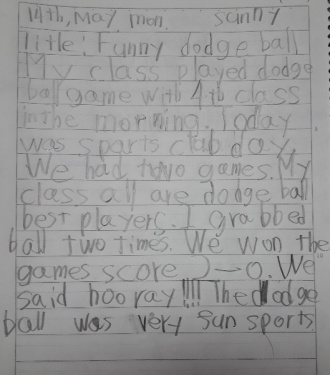 14th, May, mon. sunny
Title: Funny dodge ball
My class played dodge
ball game with 4th class
in the morning. Today
was sports club day.
We had two games. My
class all are dodge ball
best player(. I grabbed
ball two times. We won the
games score 2-0. We
said hooray!!!! The dodge
ball was very fun sports